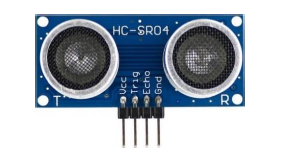 HC-SR04
Vcc
Trig
Echo
Gnd
T
R